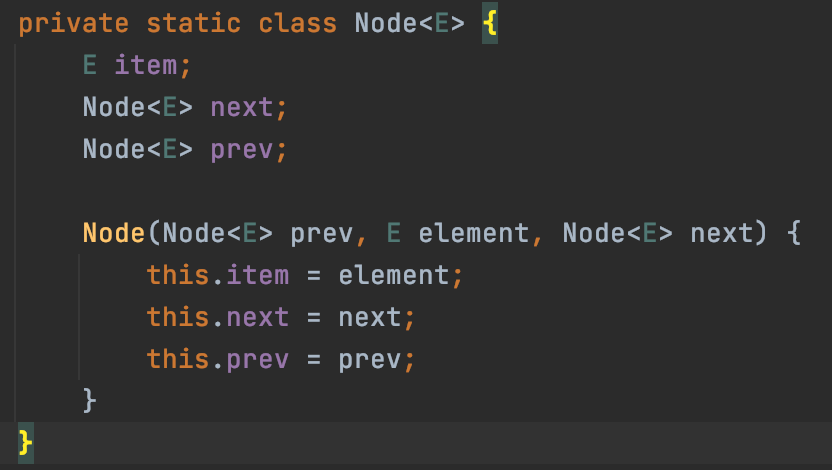 private static class Node<E> {
    E item;
    Node<E> next;
    Node<E> prev;

    Node(Node<E> prev, E element, Node<E> next) {
        this.item = element;
        this.next = next;
        this.prev = prev;
    }
}